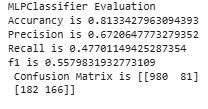 MLPClassifier Evaluation
Accurancy is 0.8133427963094393
Precision is 0.6720647773279352
Recall is 0.47701149425287354
f1 is 0.5579831932773109
Confusion Matrix is [[980  81]
[182 166]]